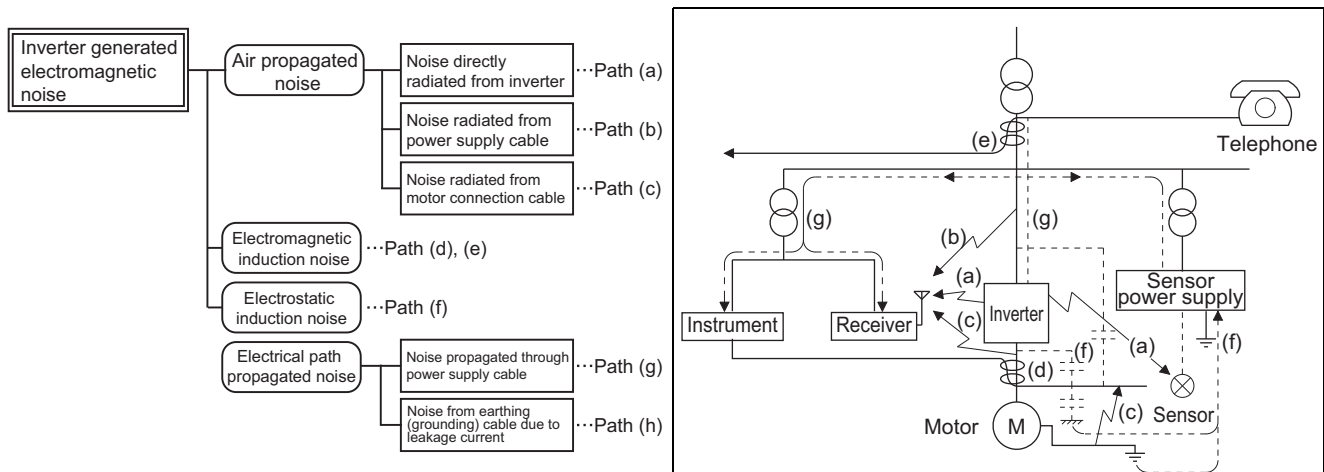 Inverter generated
electromagnetic
noise
Air propagated
noise
Noise directly
radiated from inverter
···Path (a)
Noise radiated from
power supply cable
···Path (b)
Noise radiated from
motor connection cable
···Path (c)
Electromagnetic
induction noise
···Path (d), (e)
Electrostatic
induction noise
···Path (f)
Electrical path
propagated noise
Noise propagated through
power supply cable
···Path (g)
Noise from earthing
(grounding) cable due to
leakage current
···Path (h)
Telephone
(e)
(g)
(g)
(b)
(a)
Sensor
power supply
Instrument
Receiver
(c)
Inverter
(f)
(a)
(f)
(d)
(c)
Sensor
Motor
M